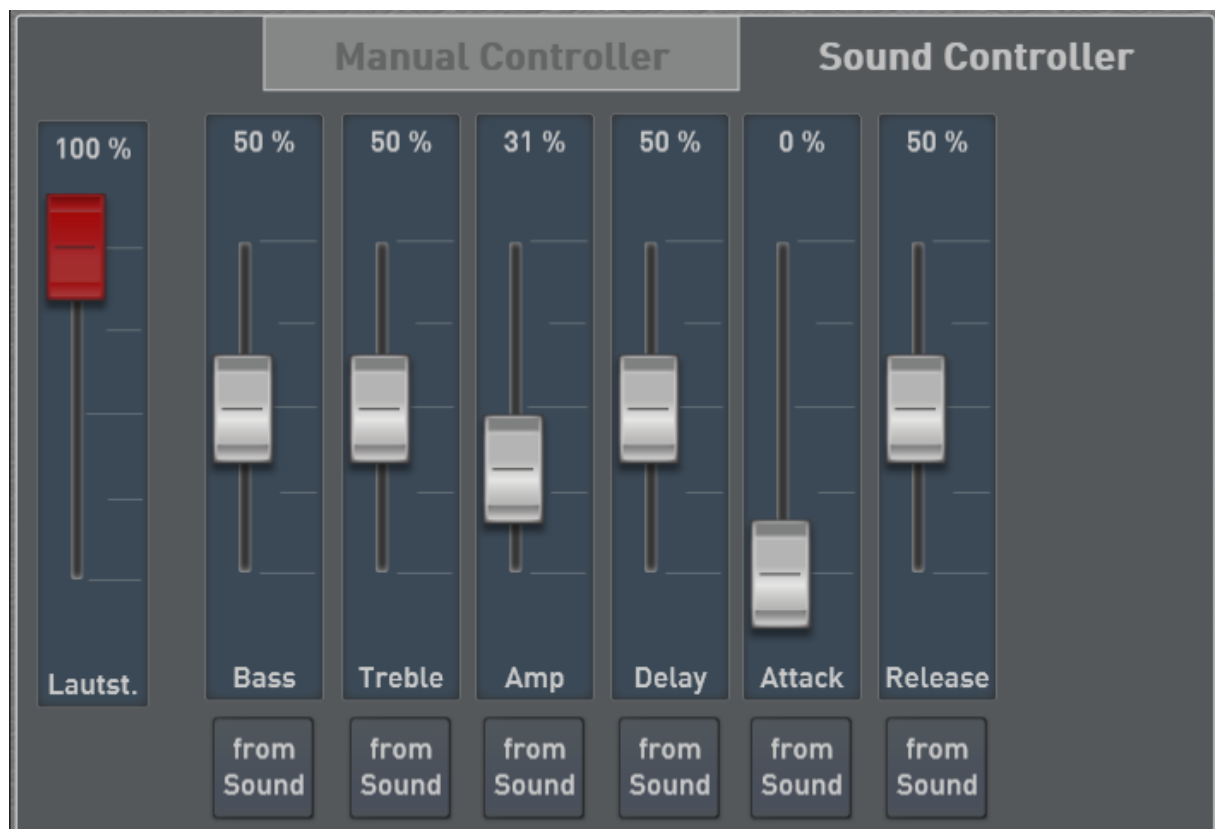 Manual Controller Sound Controller
100 % 50 % 50 % 31 % 50 % 0 % 50 %
Lautst. Bass Treble Amp Delay Attack Release
from from from from from from
Sound Sound Sound Sound Sound Sound